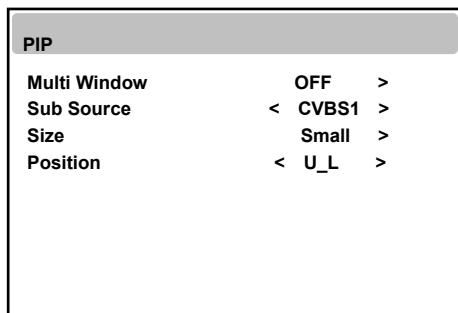 PIP
Multi Window OFF >
Sub Source < CVBS1 >
Size Small >
Position < U_L >